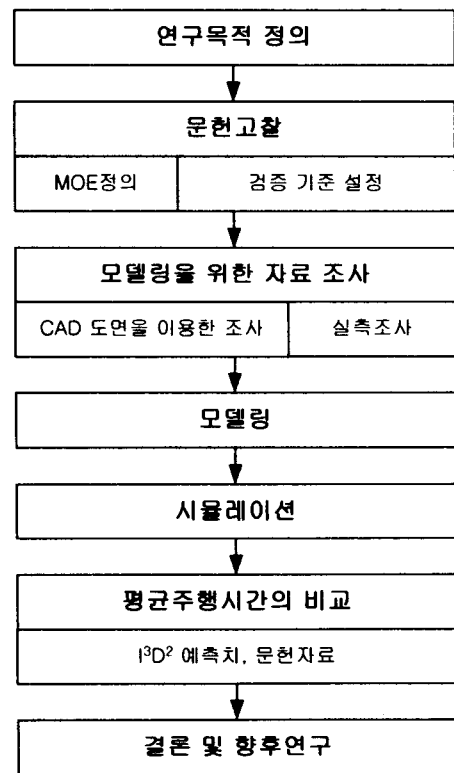 연구목적 정의
문헌고찰
MOE정의
검증 기준 설정
모델링을 위한 자료 조사
CAD 도면을 이용한 조사
실측조사
모델링
시뮬레이션
평균주행시간의 비교
I³D² 예측치, 문헌자료
결론 및 향후연구